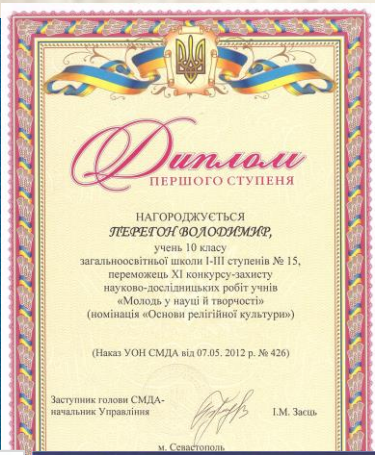 Диплом
ПЕРШОГО СТУПЕНЯ
НАГОРОДЖУЄТЬСЯ
ПЕРЕГОН ВОЛОДИМИР,
учень 10 класу
загальноосвітньої школи І-ІІІ ступенів № 15,
переможець XI конкурсу-захисту
науково-дослідницьких робіт учнів
«Молодь у науці й творчості»
(номінація «Основи релігійної культури»)
(Наказ УОН СМДА від 07.05. 2012 р. № 426)
Заступник голови СМДА-
начальник Управління
І.М. Заєць
м. Севастополь